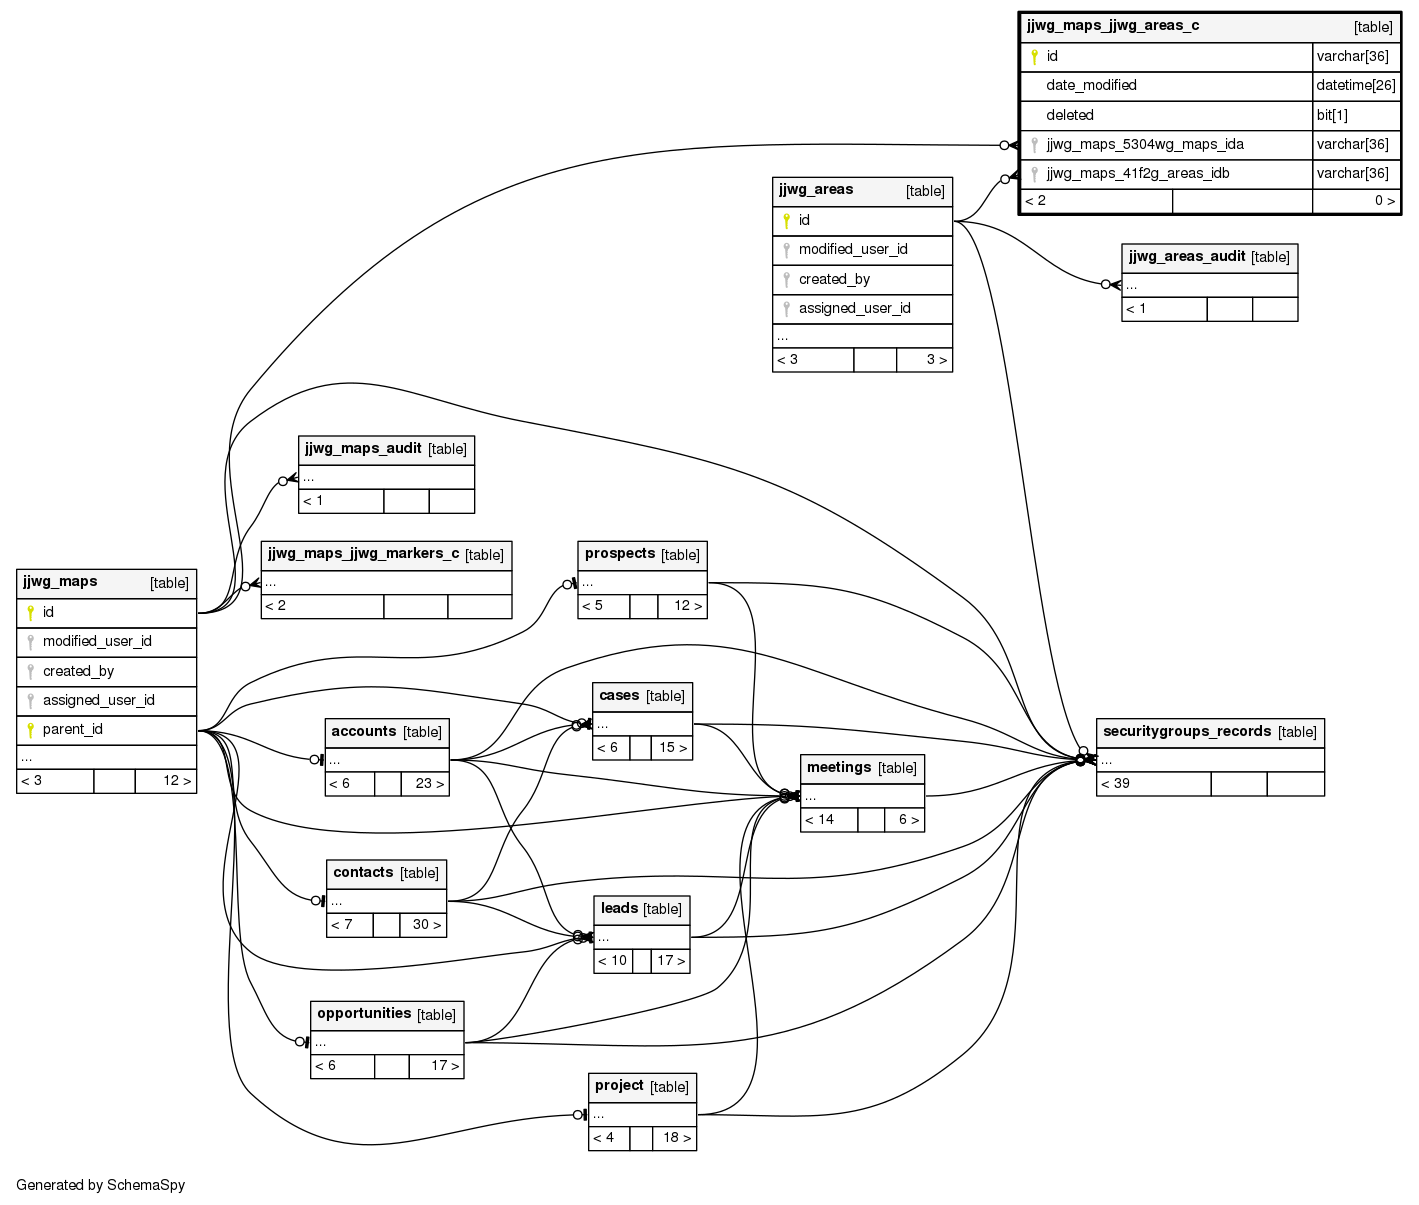 jjwg_maps_jjwg_areas_c [table]
id varchar[36]
date_modified datetime[26]
deleted bit[1]
jjwg_maps_5304wg_maps_ida varchar[36]
jjwg_maps_41f2g_areas_idb varchar[36]
< 2 0 >
jjwg_areas [table]
id
modified_user_id
created_by
assigned_user_id
...
< 3 3 >
jjwg_areas_audit [table]
...
< 1
jjwg_maps_audit [table]
...
< 1
jjwg_maps_jjwg_markers_c [table]
...
< 2
prospects [table]
...
< 5 12 >
jjwg_maps [table]
id
modified_user_id
created_by
assigned_user_id
parent_id
...
< 3 12 >
cases [table]
...
< 6 15 >
accounts [table]
...
< 6 23 >
securitygroups_records [table]
...
< 39
meetings [table]
...
< 14 6 >
contacts [table]
...
< 7 30 >
leads [table]
...
< 10 17 >
opportunities [table]
...
< 6 17 >
project [table]
...
< 4 18 >
Generated by SchemaSpy